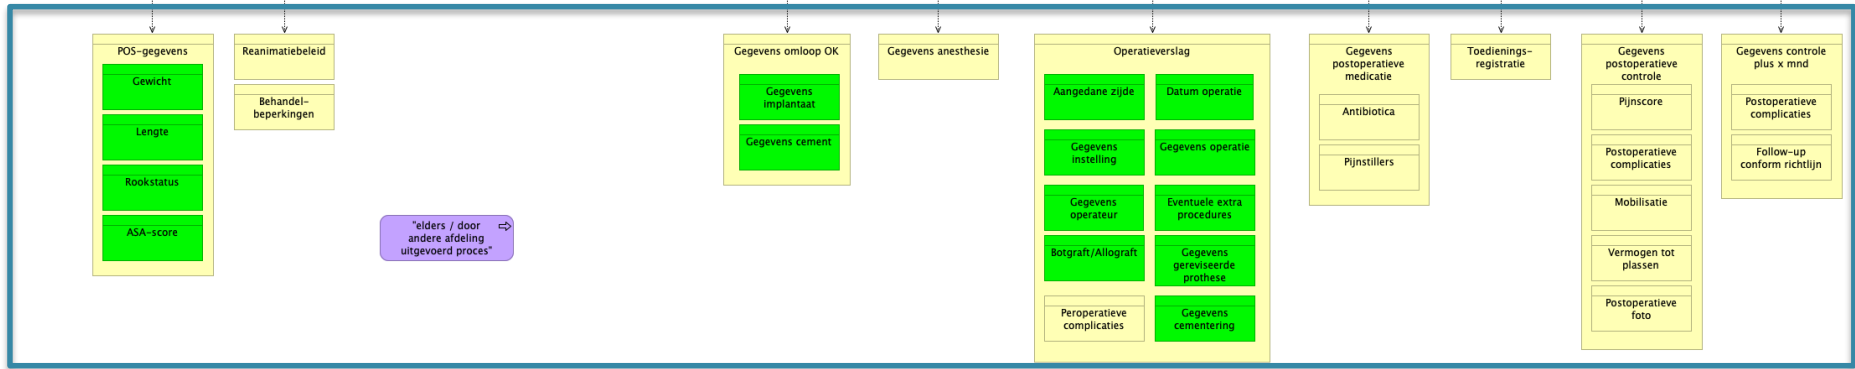 POS-gegevens
Gewicht
Lengte
Rookstatus
ASA-score
Reanimatiebeleid
Behandel-
beperkingen
"elders / door
andere afdeling
uitgevoerd proces"
Gegevens omloop OK
Gegevens
implantaat
Gegevens cement
Gegevens anesthesie
Operatieverslag
Aangedane zijde
Datum operatie
Gegevens
instelling
Gegevens operatie
Gegevens
operateur
Eventuele extra
procedures
Botgraft/Allograft
Gegevens
gereviseerde
prothese
Peroperatieve
complicaties
Gegevens
cementering
Gegevens
postoperatieve
medicatie
Antibiotica
Pijnstillers
Toedienings-
registratie
Gegevens
postoperatieve
controle
Pijnscore
Postoperatieve
complicaties
Mobilisatie
Vermogen tot
plassen
Postoperatieve
foto
Gegevens controle
plus x mnd
Postoperatieve
complicaties
Follow-up
conform richtlijn